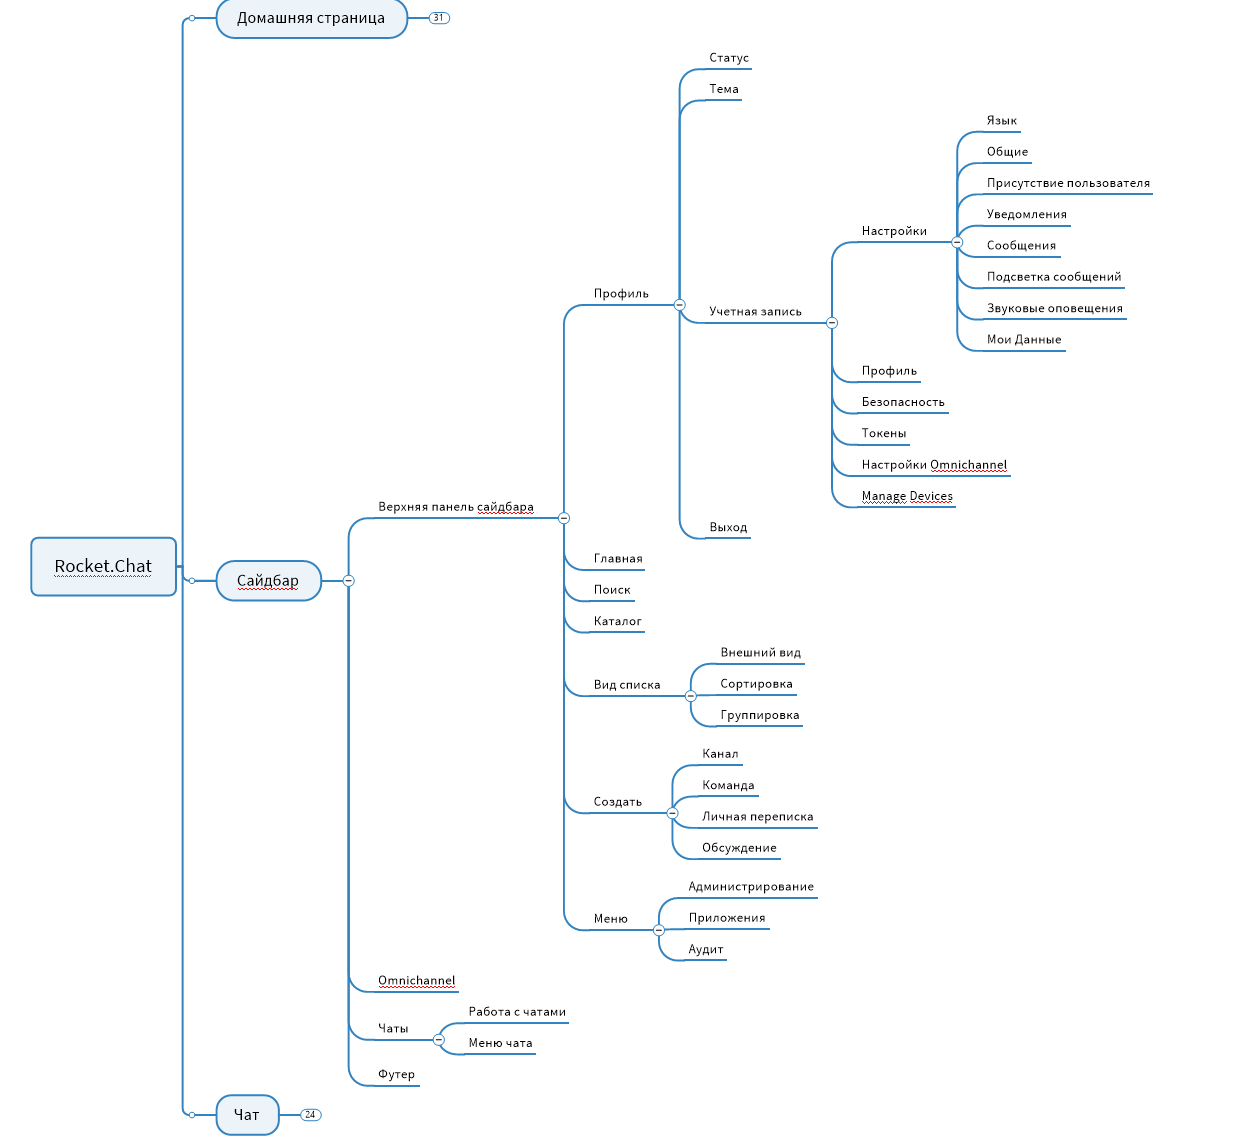 Домашняя страница
31
Статус
Тема
Язык
Общие
Присутствие пользователя
Уведомления
Настройки
Сообщения
Подсветка сообщений
Профиль
Звуковые оповещения
Учетная запись
Мои Данные
Профиль
Безопасность
Токены
Настройки Omnichannel
Manage Devices
Верхняя панель сайдбара
Выход
Главная
Rocket.Chat
Сайдбар
Поиск
Каталог
Внешний вид
Вид списка
Сортировка
Группировка
Канал
Команда
Создать
Личная переписка
Обсуждение
Администрирование
Меню
Приложения
Аудит
Omnichannel
Работа с чатами
Чаты
Меню чата
Футер
Чат
24